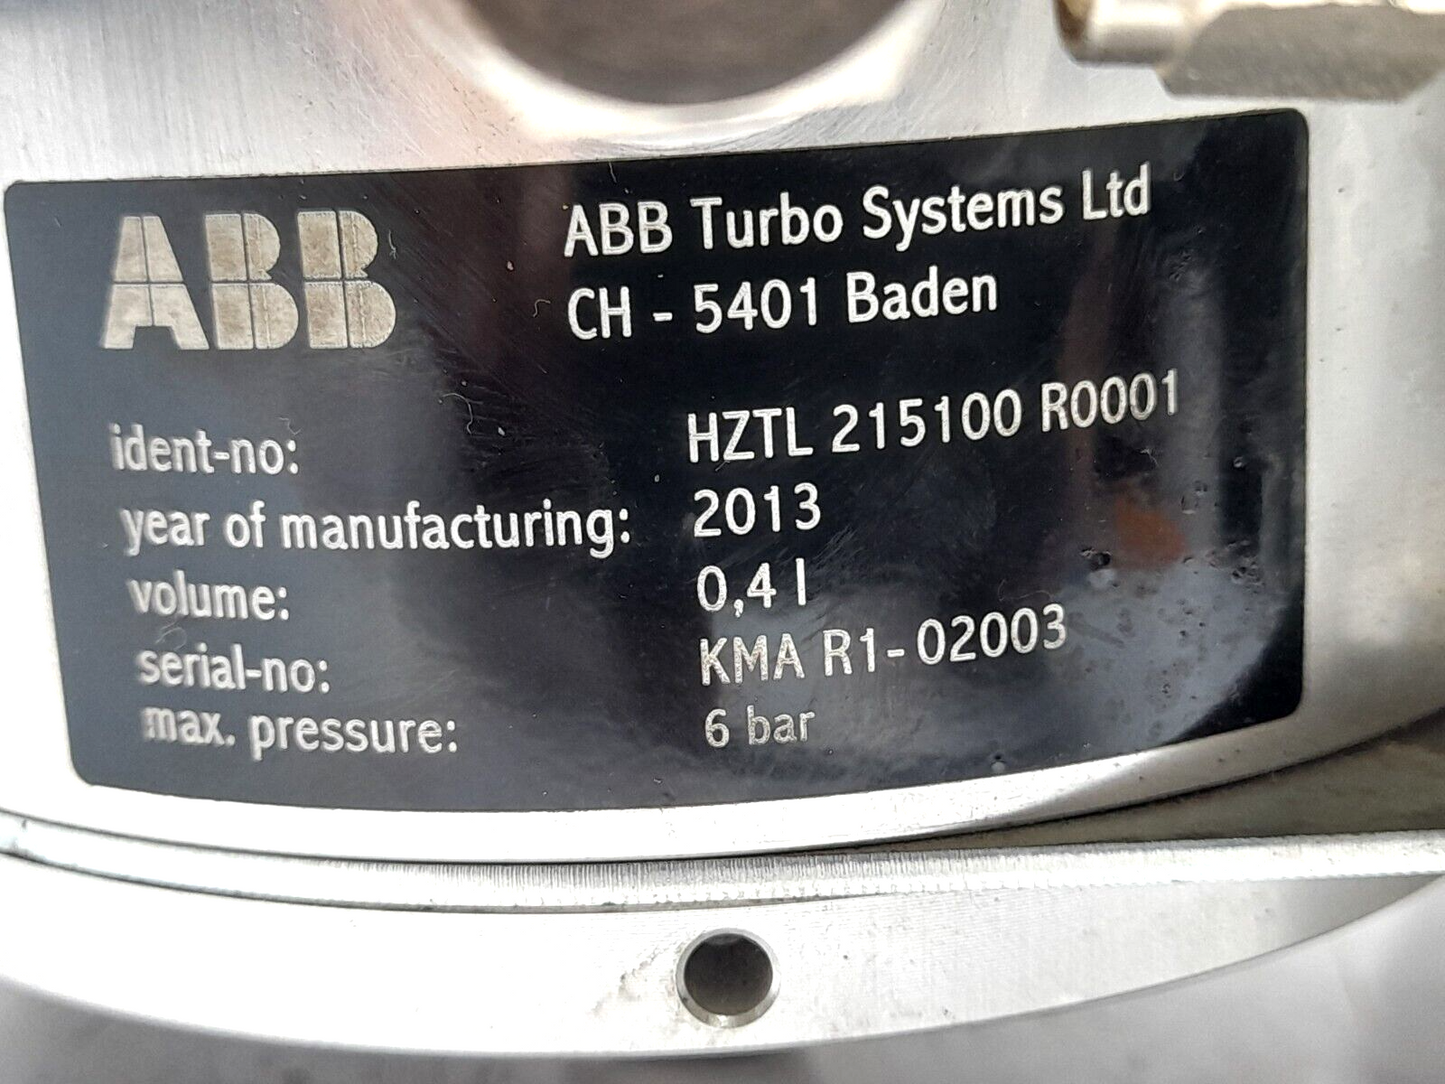 ABB
ABB Turbo Systems Ltd
CH - 5401 Baden
ident-no: HZTL 215100 R0001
year of manufacturing: 2013
volume: 0,4 l
serial-no: KMA R1-02003
max. pressure: 6 bar